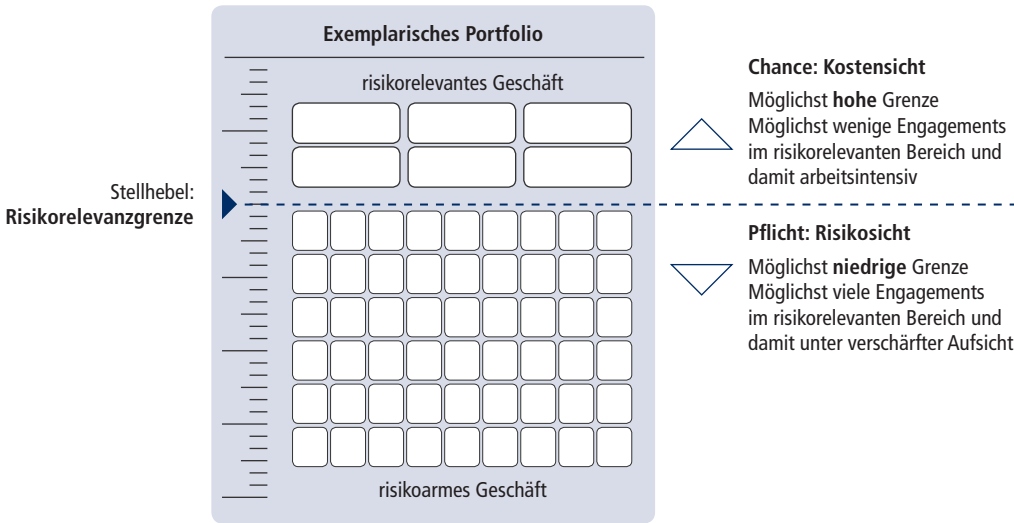 Exemplarisches Portfolio
risikorelevantes Geschäft
Stellhebel:
Risikorelevanzgrenze
risikoarmes Geschäft
Chance: Kostensicht
Möglichst hohe Grenze
Möglichst wenige Engagements
im risikorelevanten Bereich und
damit arbeitsintensiv
Pflicht: Risikosicht
Möglichst niedrige Grenze
Möglichst viele Engagements
im risikorelevanten Bereich und
damit unter verschärfter Aufsicht